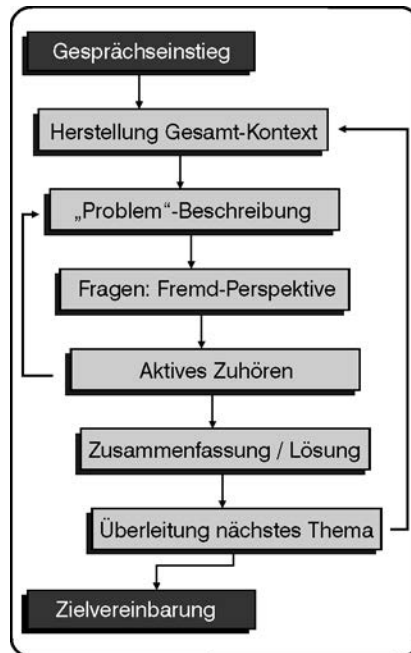 Gesprächseinstieg
Herstellung Gesamt-Kontext
„Problem“-Beschreibung
Fragen: Fremd-Perspektive
Aktives Zuhören
Zusammenfassung / Lösung
Überleitung nächstes Thema
Zielvereinbarung